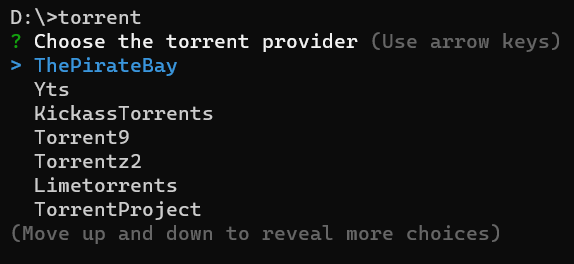 D:\>torrent
? Choose the torrent provider (Use arrow keys)
> ThePirateBay
Yts
KickassTorrents
Torrent9
Torrentz2
Limetorrents
TorrentProject
(Move up and down to reveal more choices)